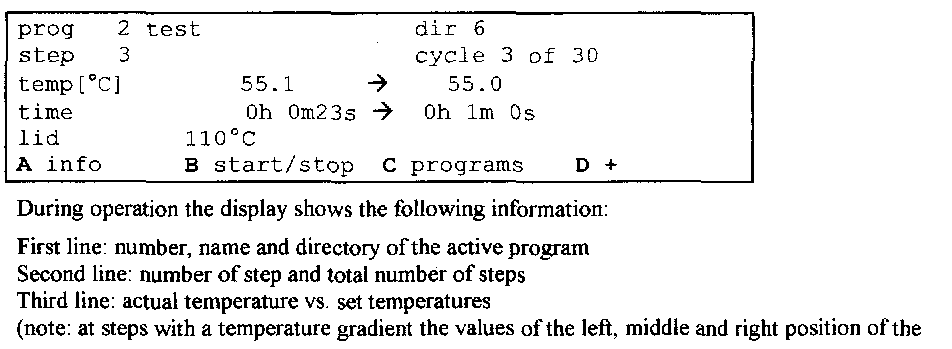 prog 2 test dir 6
step 3 cycle 3 of 30
temp[°C] 55.1 → 55.0
time 0h 0m23s → 0h 1m 0s
lid 110°C
A info B start/stop C programs D +
During operation the display shows the following information:
First line: number, name and directory of the active program
Second line: number of step and total number of steps
Third line: actual temperature vs. set temperatures
(note: at steps with a temperature gradient the values of the left, middle and right position of the